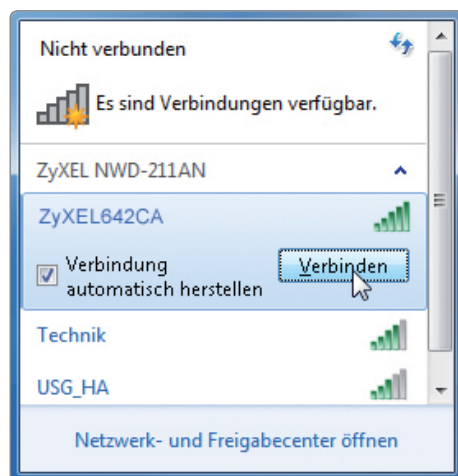 Nicht verbunden
Es sind Verbindungen verfügbar.
ZyXEL NWD-211AN
ZyXEL642CA
Verbindung
automatisch herstellen
Verbinden
Technik
USG_HA
Netzwerk- und Freigabecenter öffnen